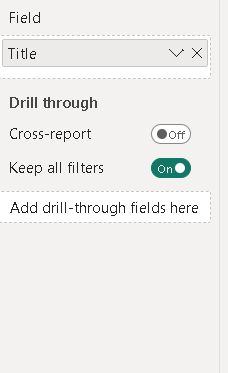 Field
Title
Drill through
Cross-report
Off
Keep all filters
On
Add drill-through fields here